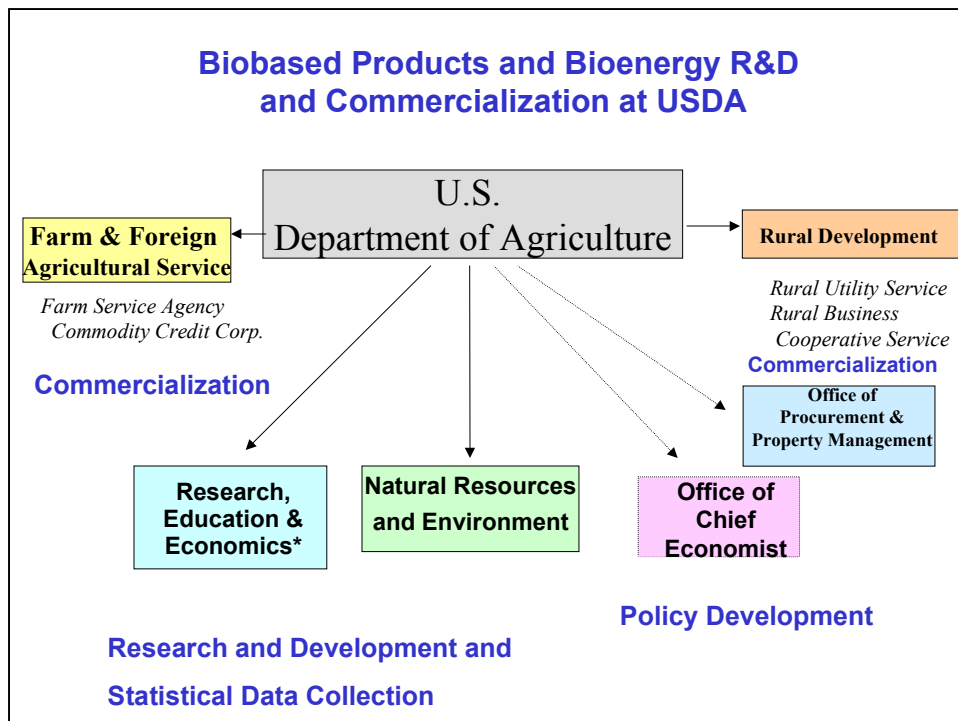 Biobased Products and Bioenergy R&D
and Commercialization at USDA
U.S.
Department of Agriculture
Farm & Foreign
Agricultural Service
Farm Service Agency
Commodity Credit Corp.
Commercialization
Rural Development
Rural Utility Service
Rural Business
Cooperative Service
Commercialization
Office of
Procurement &
Property Management
Research,
Education &
Economics*
Natural Resources
and Environment
Office of
Chief
Economist
Policy Development
Research and Development and
Statistical Data Collection